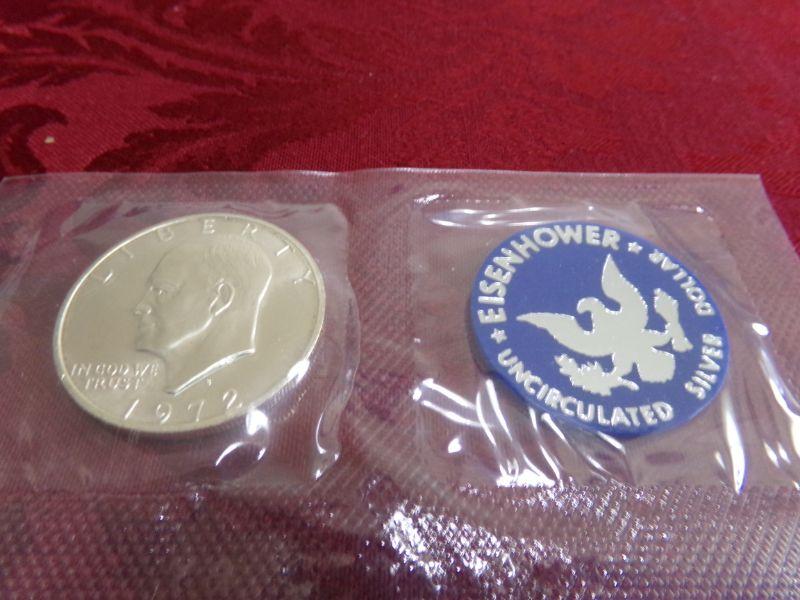 LIBERTY
IN GOD WE
TRUST
1972
EISENHOWER ★ DOLLAR
★ UNCIRCULATED SILVER